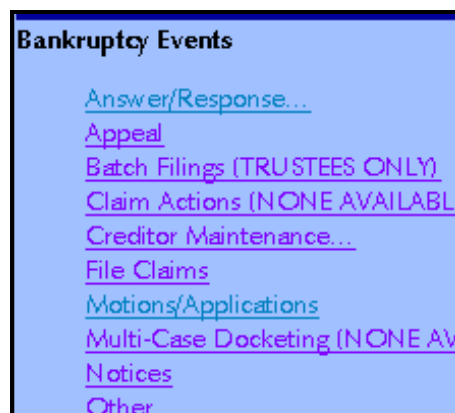 Bankruptcy Events
Answer/Response...
Appeal
Batch Filings (TRUSTEES ONLY)
Claim Actions (NONE AVAILABL
Creditor Maintenance...
File Claims
Motions/Applications
Multi-Case Docketing (NONE AV
Notices
Other